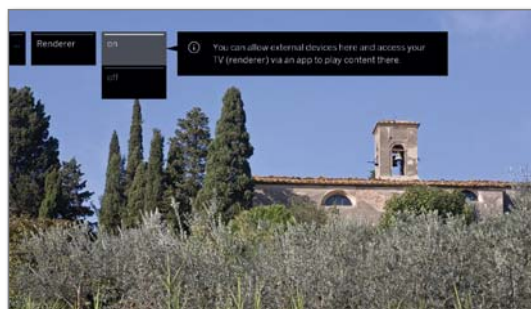 ...
Renderer
on
off
You can allow external devices here and access your
TV (renderer) via an app to play content there.